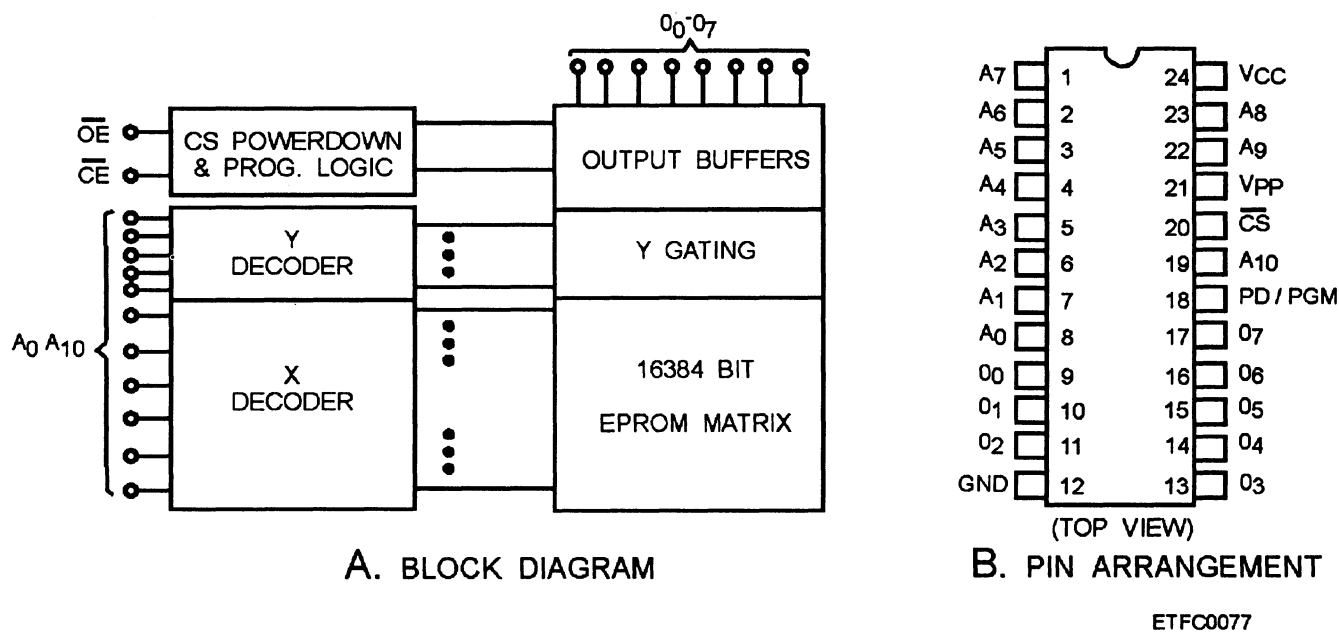 O0-O7
OE
CE
CS POWERDOWN
& PROG. LOGIC
OUTPUT BUFFERS
Y
DECODER
Y GATING
A0 A10
X
DECODER
16384 BIT
EPROM MATRIX
A. BLOCK DIAGRAM
A7 1 24 VCC
A6 2 23 A8
A5 3 22 A9
A4 4 21 VPP
A3 5 20 CS
A2 6 19 A10
A1 7 18 PD / PGM
A0 8 17 O7
O0 9 16 O6
O1 10 15 O5
O2 11 14 O4
GND 12 13 O3
(TOP VIEW)
B. PIN ARRANGEMENT
ETFC0077